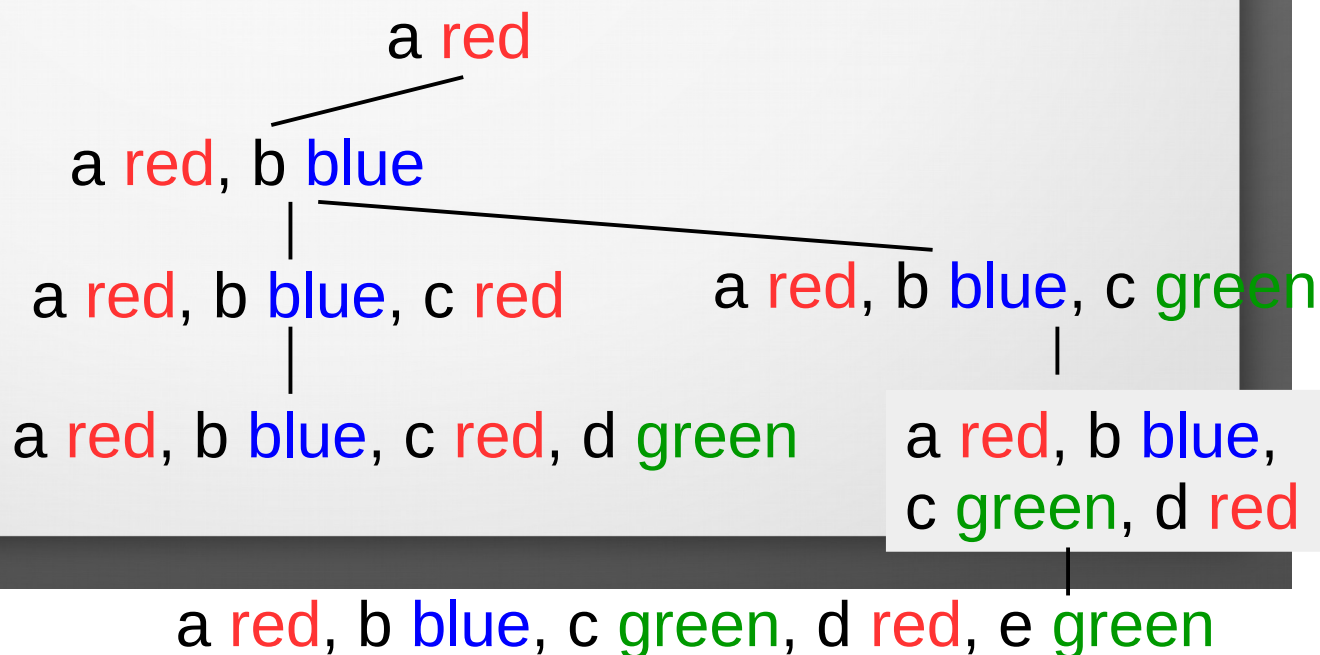 a red
a red, b blue
a red, b blue, c red
a red, b blue, c green
a red, b blue, c red, d green
a red, b blue,
c green, d red
a red, b blue, c green, d red, e green